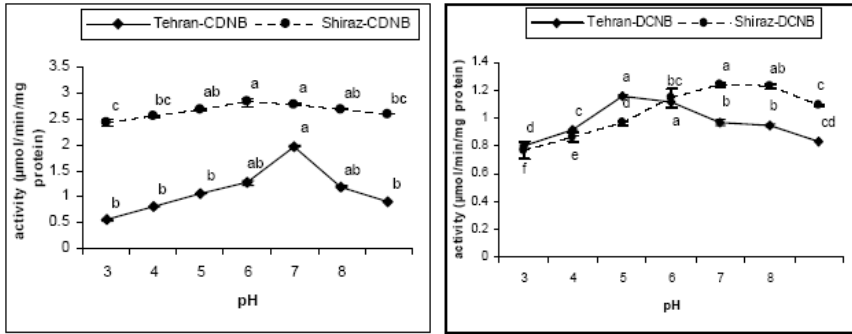 Tehran-CDNB Shiraz-CDNB
activity (µmol/min/mg protein)
3.5
3
2.5
2
1.5
1
0.5
0
c bc ab a a ab bc
b b b ab a ab b
3 4 5 6 7 8
pH
Tehran-DCNB Shiraz-DCNB
activity (µmol/min/mg protein)
1.4
1.2
1
0.8
0.6
0.4
0.2
0
a bc a ab c
d c d b b cd
f e a
3 4 5 6 7 8
pH